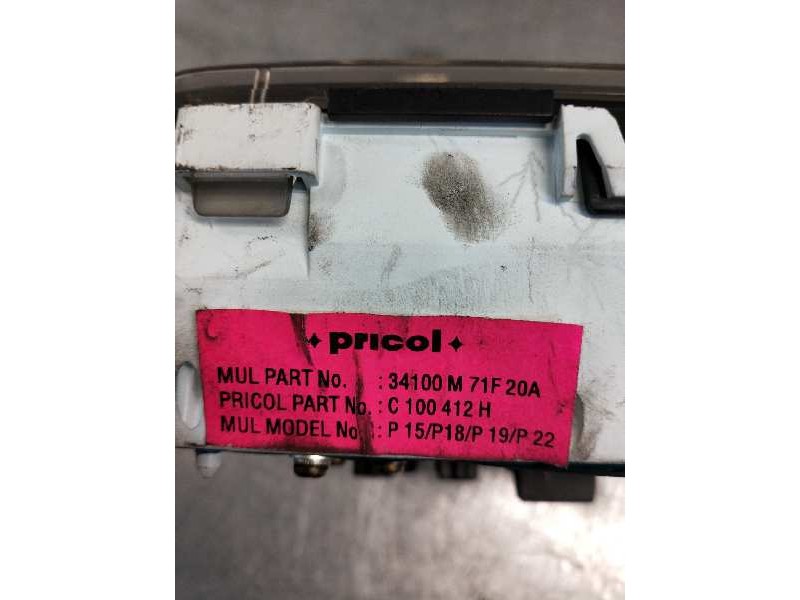 pricol
MUL PART No. : 34100 M 71F 20A
PRICOL PART No. : C 100 412 H
MUL MODEL No. : P 15/P18/P 19/P 22